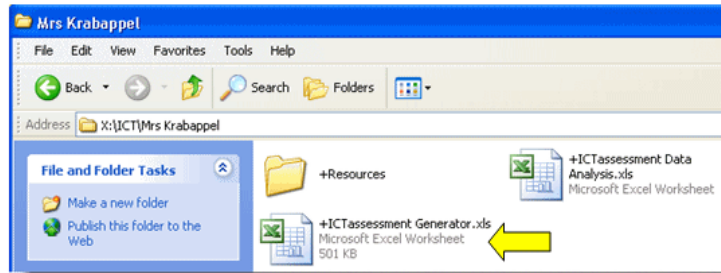 Mrs Krabappel
File Edit View Favorites Tools Help
Back Search Folders
Address X:\ICT\Mrs Krabappel
File and Folder Tasks
Make a new folder
Publish this folder to the
Web
+Resources
+ICTassessment Data
Analysis.xls
Microsoft Excel Worksheet
+ICTassessment Generator.xls
Microsoft Excel Worksheet
501 KB